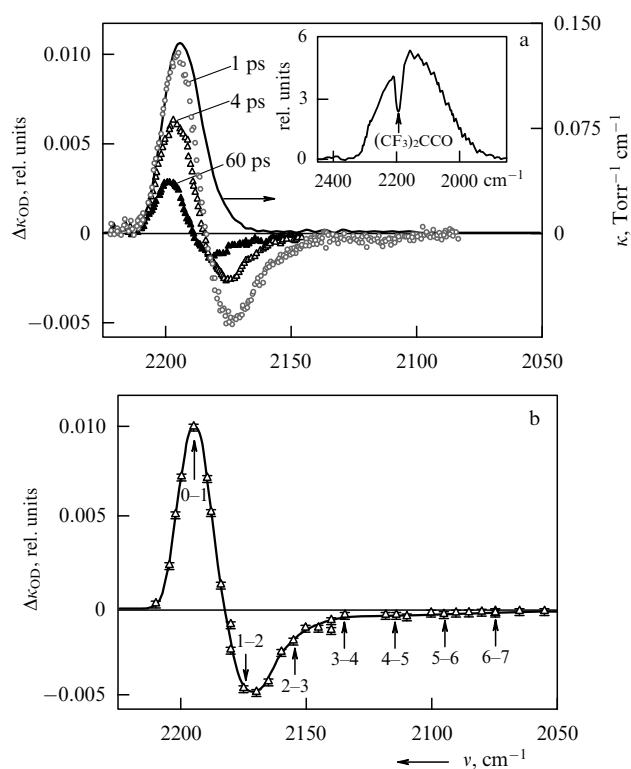 a
0.010
0.005
0
−0.005
Δκ_OD, rel. units
1 ps
4 ps
60 ps
0.150
0.075
0
κ, Torr⁻¹ cm⁻¹
6
3
0
rel. units
(CF₃)₂CCO
2400
2200
2000
cm⁻¹
2200
2150
2100
2050
b
0.010
0.005
0
−0.005
Δκ_OD, rel. units
0–1
1–2
2–3
3–4
4–5
5–6
6–7
2200
2150
2100
2050
ν, cm⁻¹